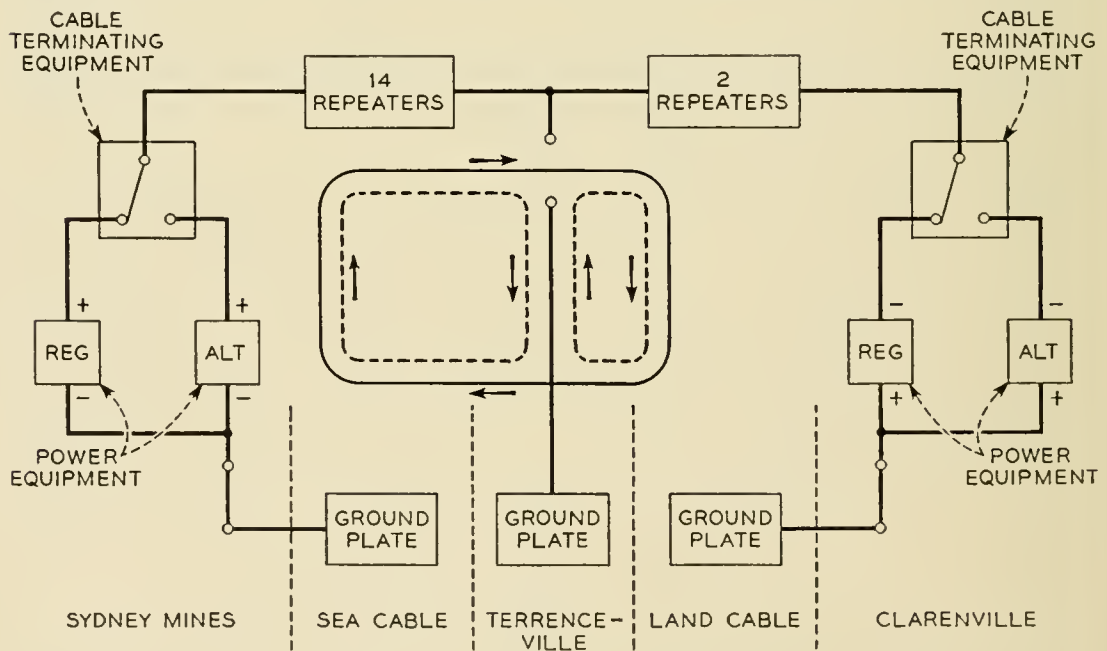 CABLE
TERMINATING
EQUIPMENT
14
REPEATERS
2
REPEATERS
CABLE
TERMINATING
EQUIPMENT
+
+
REG
ALT
-
-
POWER
EQUIPMENT
-
-
REG
ALT
+
+
POWER
EQUIPMENT
GROUND
PLATE
GROUND
PLATE
GROUND
PLATE
SYDNEY MINES
SEA CABLE
TERRENCE-
VILLE
LAND CABLE
CLARENVILLE